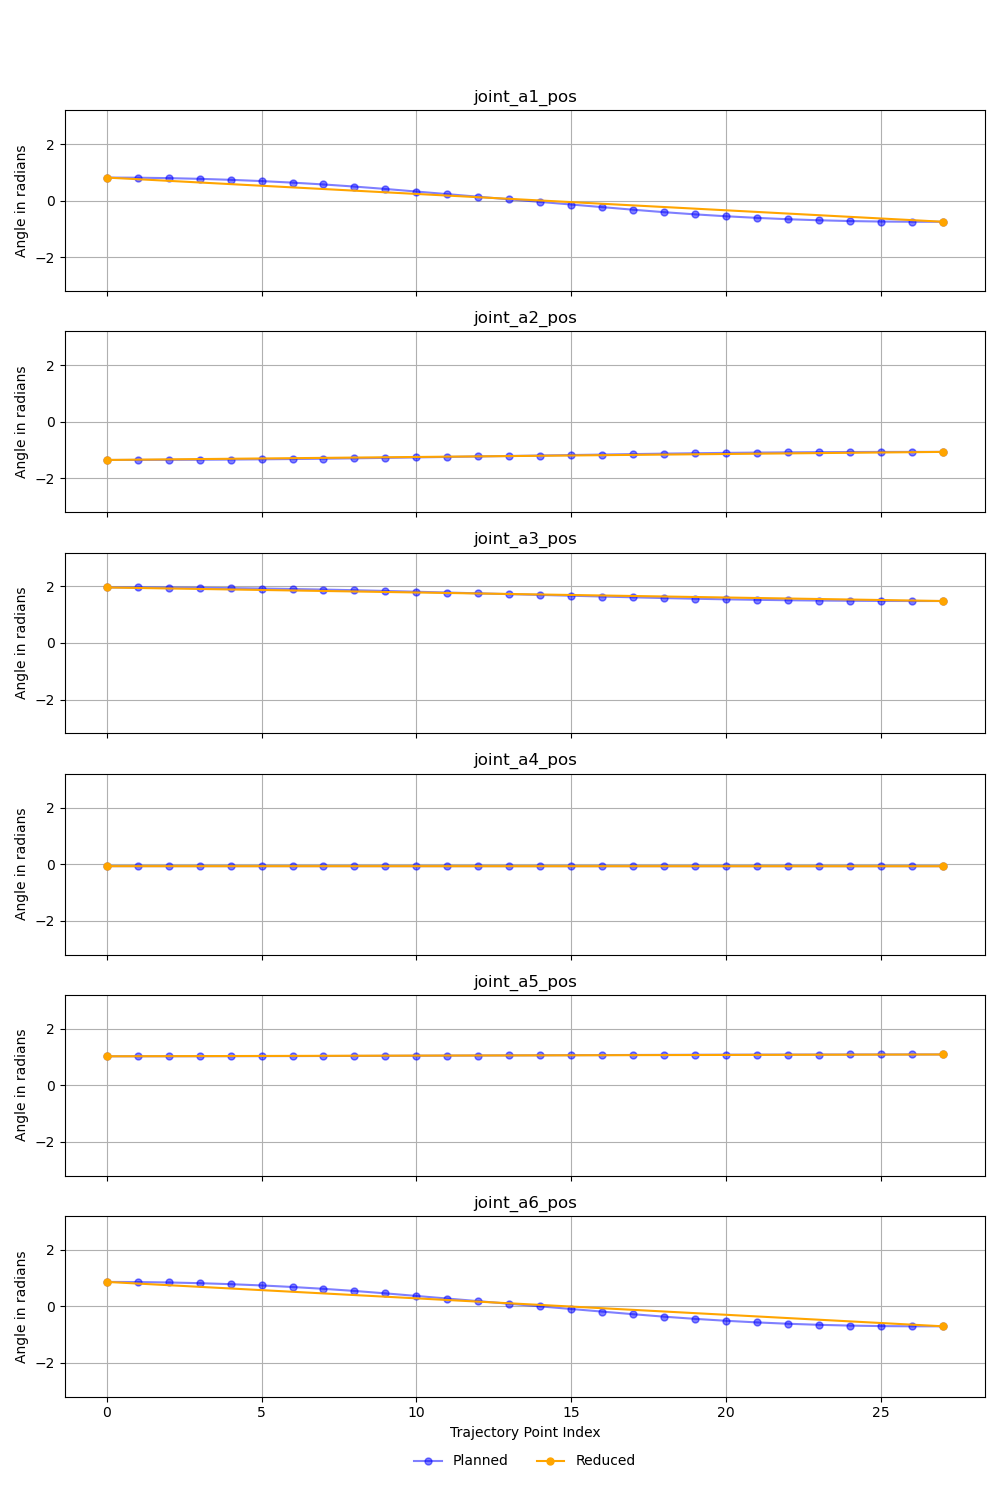 joint_a1_pos
Angle in radians
2
0
−2
joint_a2_pos
Angle in radians
2
0
−2
joint_a3_pos
Angle in radians
2
0
−2
joint_a4_pos
Angle in radians
2
0
−2
joint_a5_pos
Angle in radians
2
0
−2
joint_a6_pos
Angle in radians
2
0
−2
0 5 10 15 20 25
Trajectory Point Index
Planned Reduced